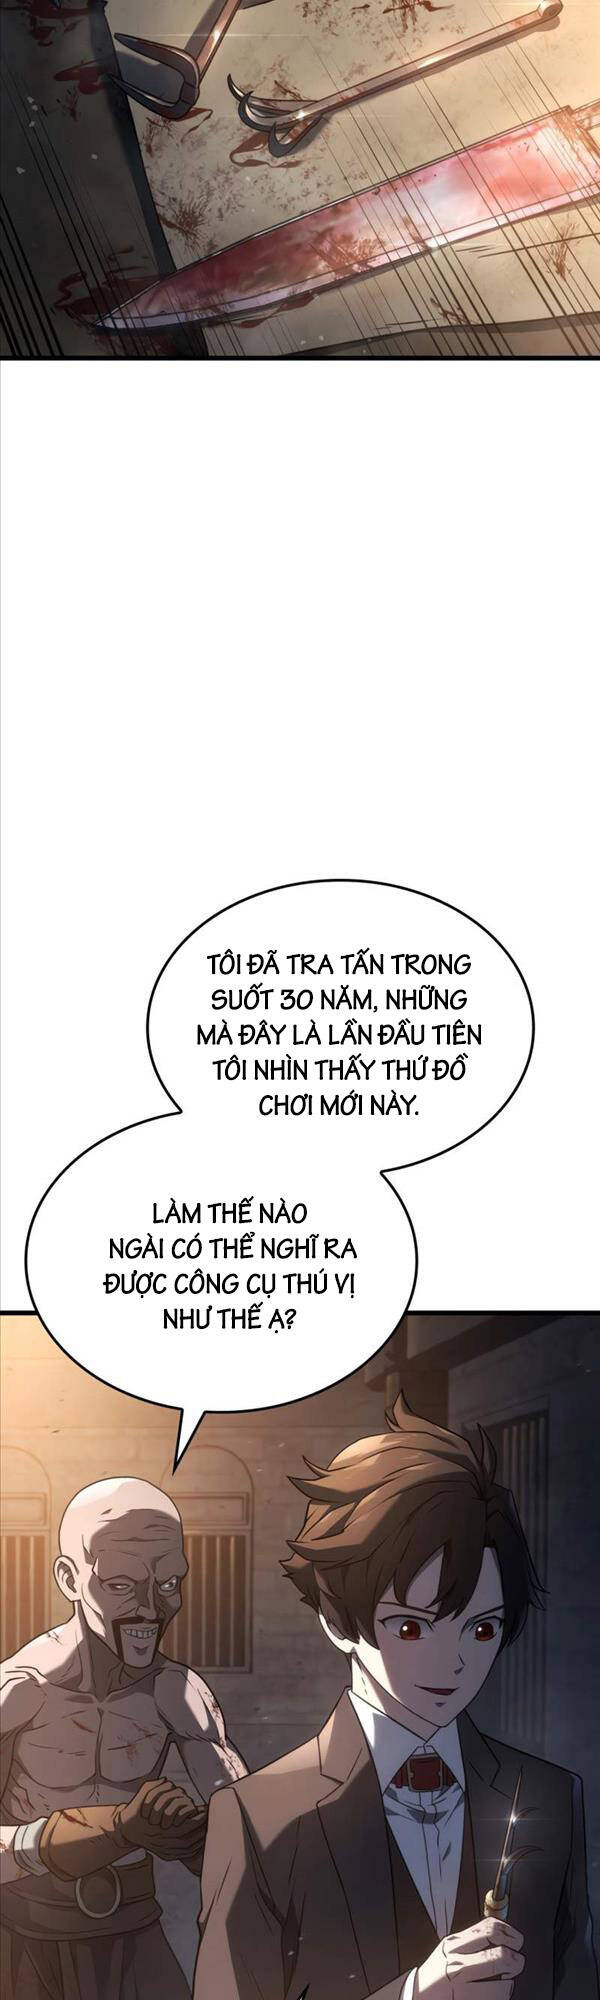 TÔI ĐÃ TRA TẤN TRONG
SUỐT 30 NĂM, NHỮNG
MÀ ĐÂY LÀ LẦN ĐẦU TIÊN
TÔI NHÌN THẤY THỨ ĐỒ
CHƠI MỚI NÀY.
LÀM THẾ NÀO
NGÀI CÓ THỂ NGHĨ RA
ĐƯỢC CÔNG CỤ THÚ VỊ
NHƯ THẾ Ạ?